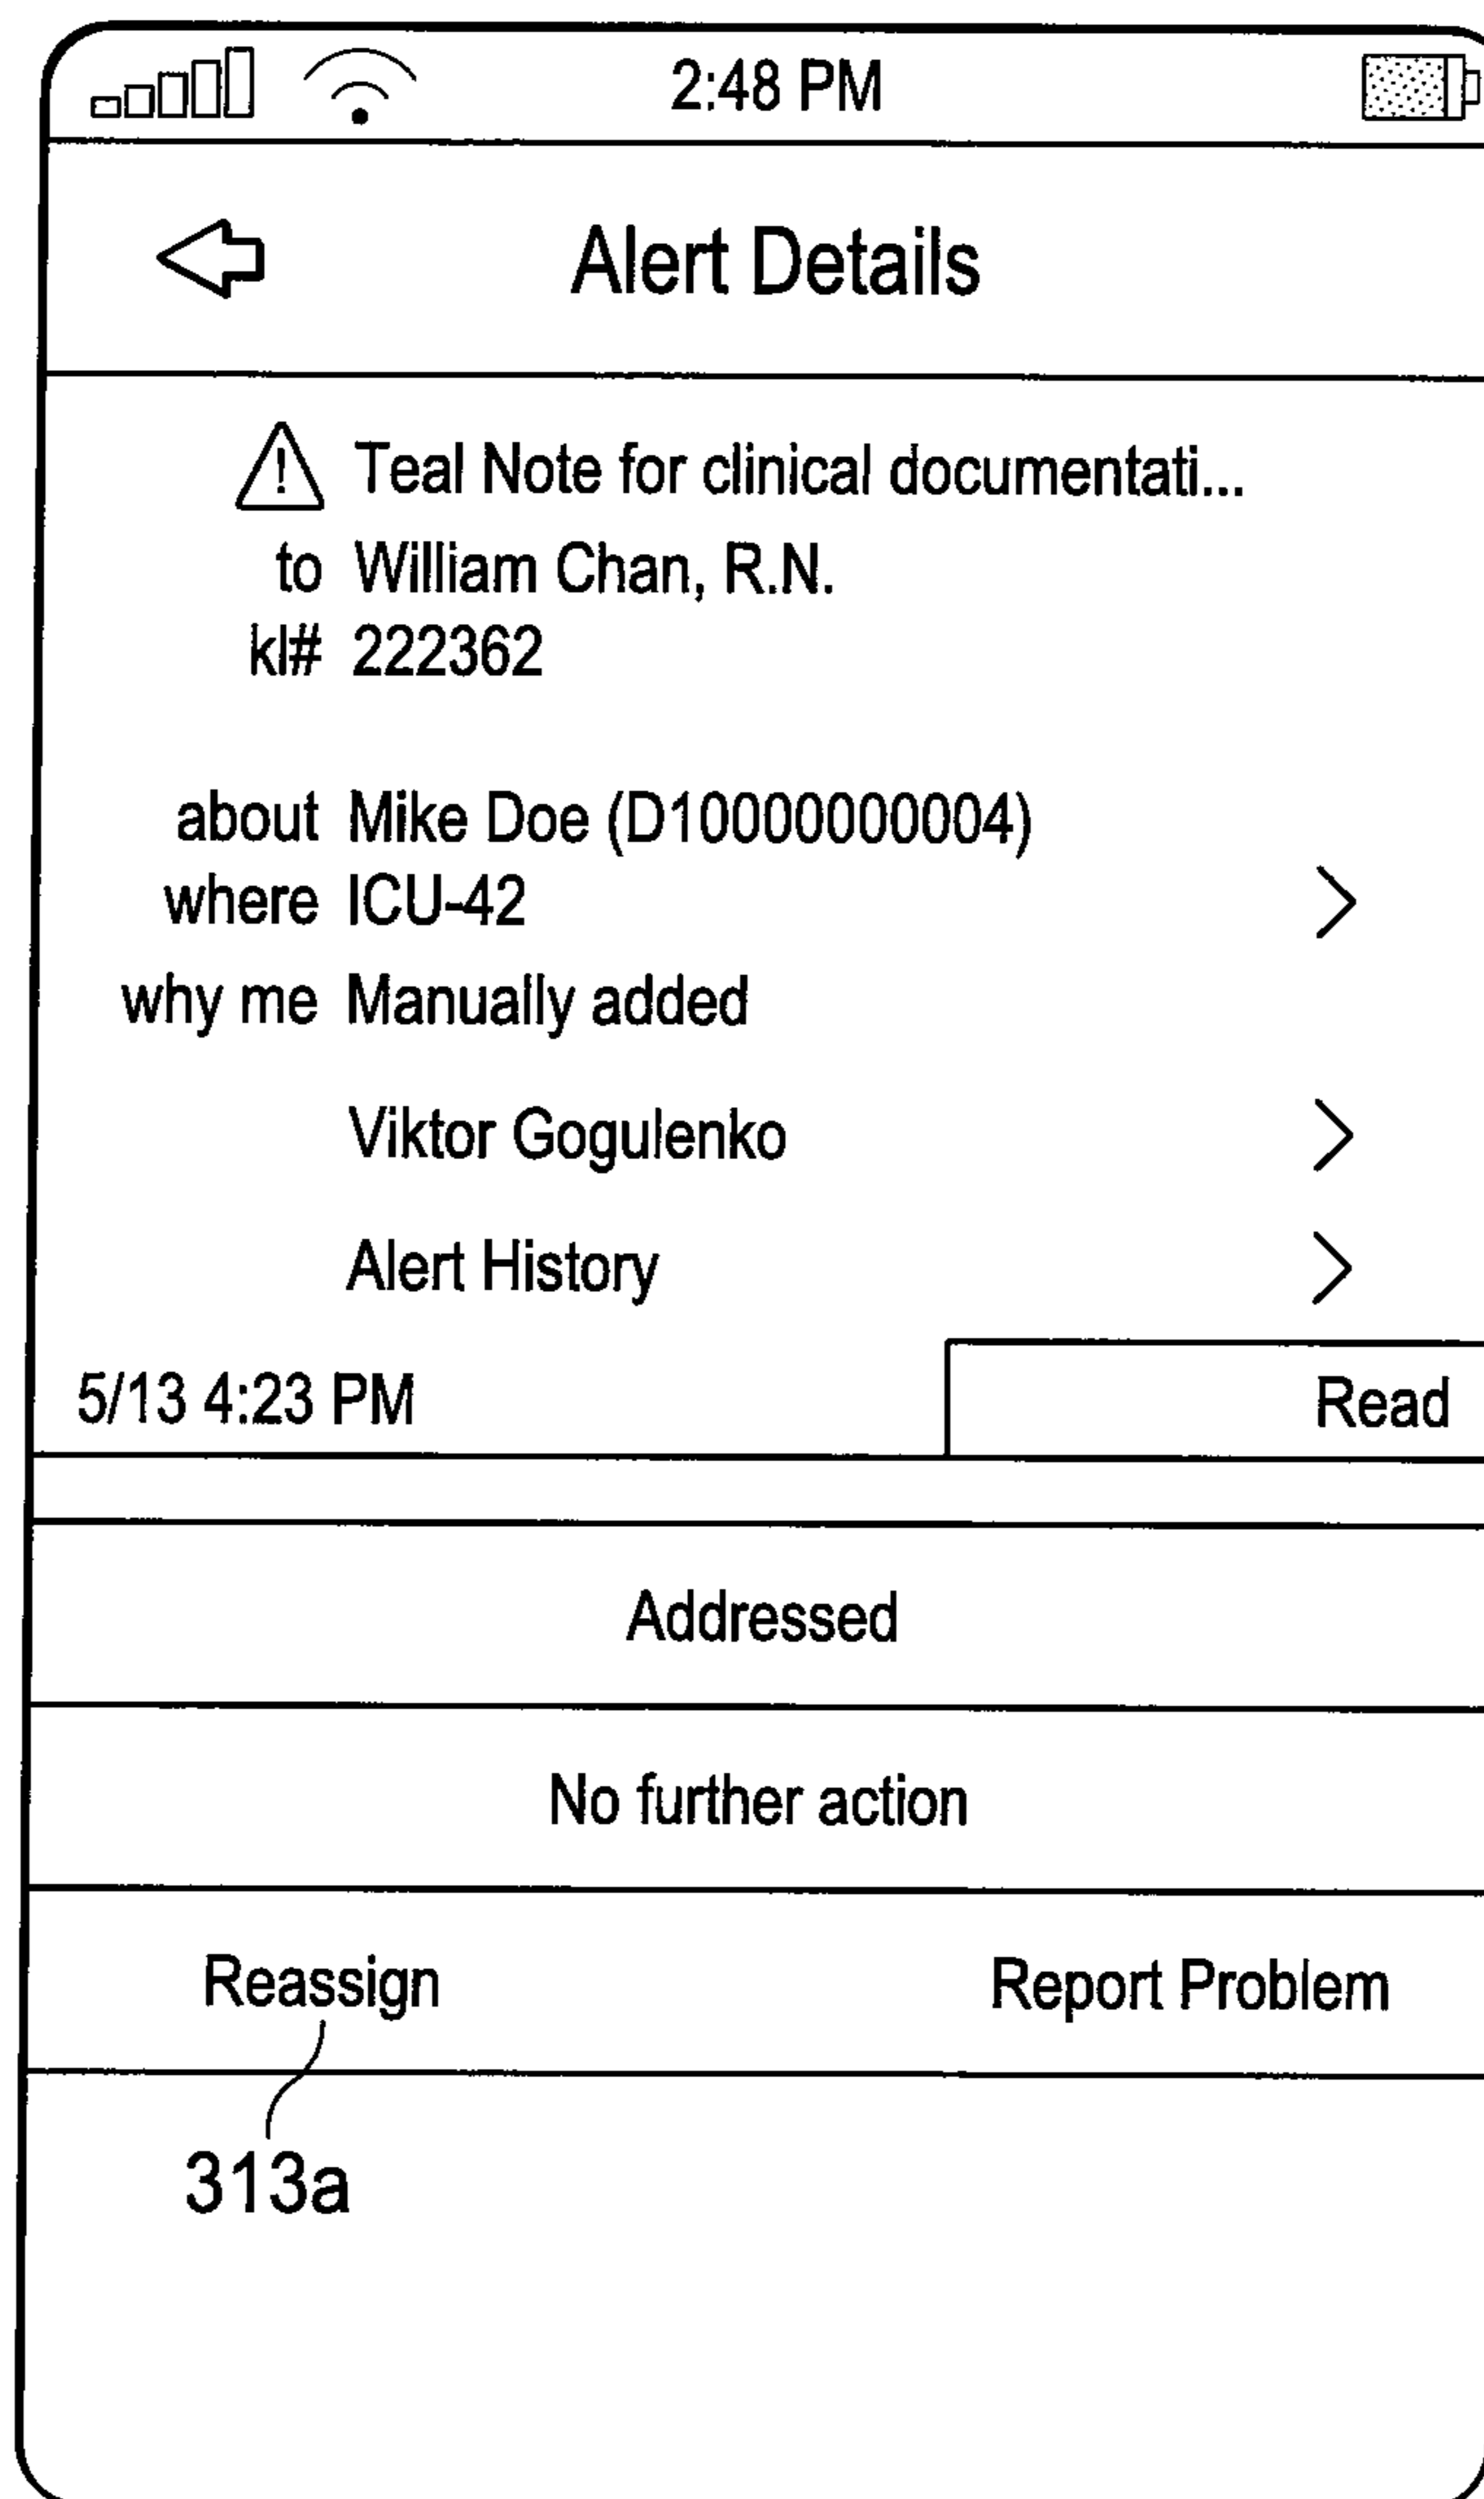 2:48 PM
Alert Details
Teal Note for clinical documentati...
to William Chan, R.N.
kl# 222362
about Mike Doe (D10000000004)
where ICU-42
why me Manually added
Viktor Gogulenko
Alert History
5/13 4:23 PM Read
Addressed
No further action
Reassign Report Problem
313a